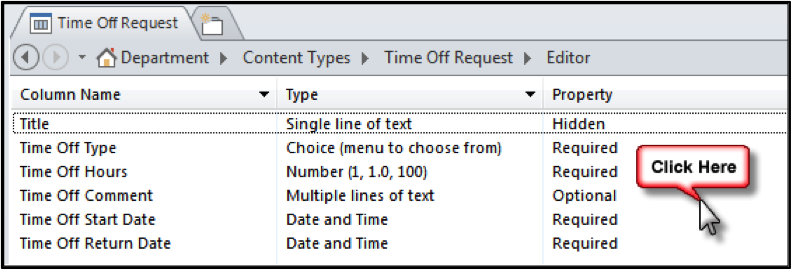 Time Off Request
Department Content Types Time Off Request Editor
Column Name Type Property
Title Single line of text Hidden
Time Off Type Choice (menu to choose from) Required
Time Off Hours Number (1, 1.0, 100) Required
Click Here
Time Off Comment Multiple lines of text Optional
Time Off Start Date Date and Time Required
Time Off Return Date Date and Time Required